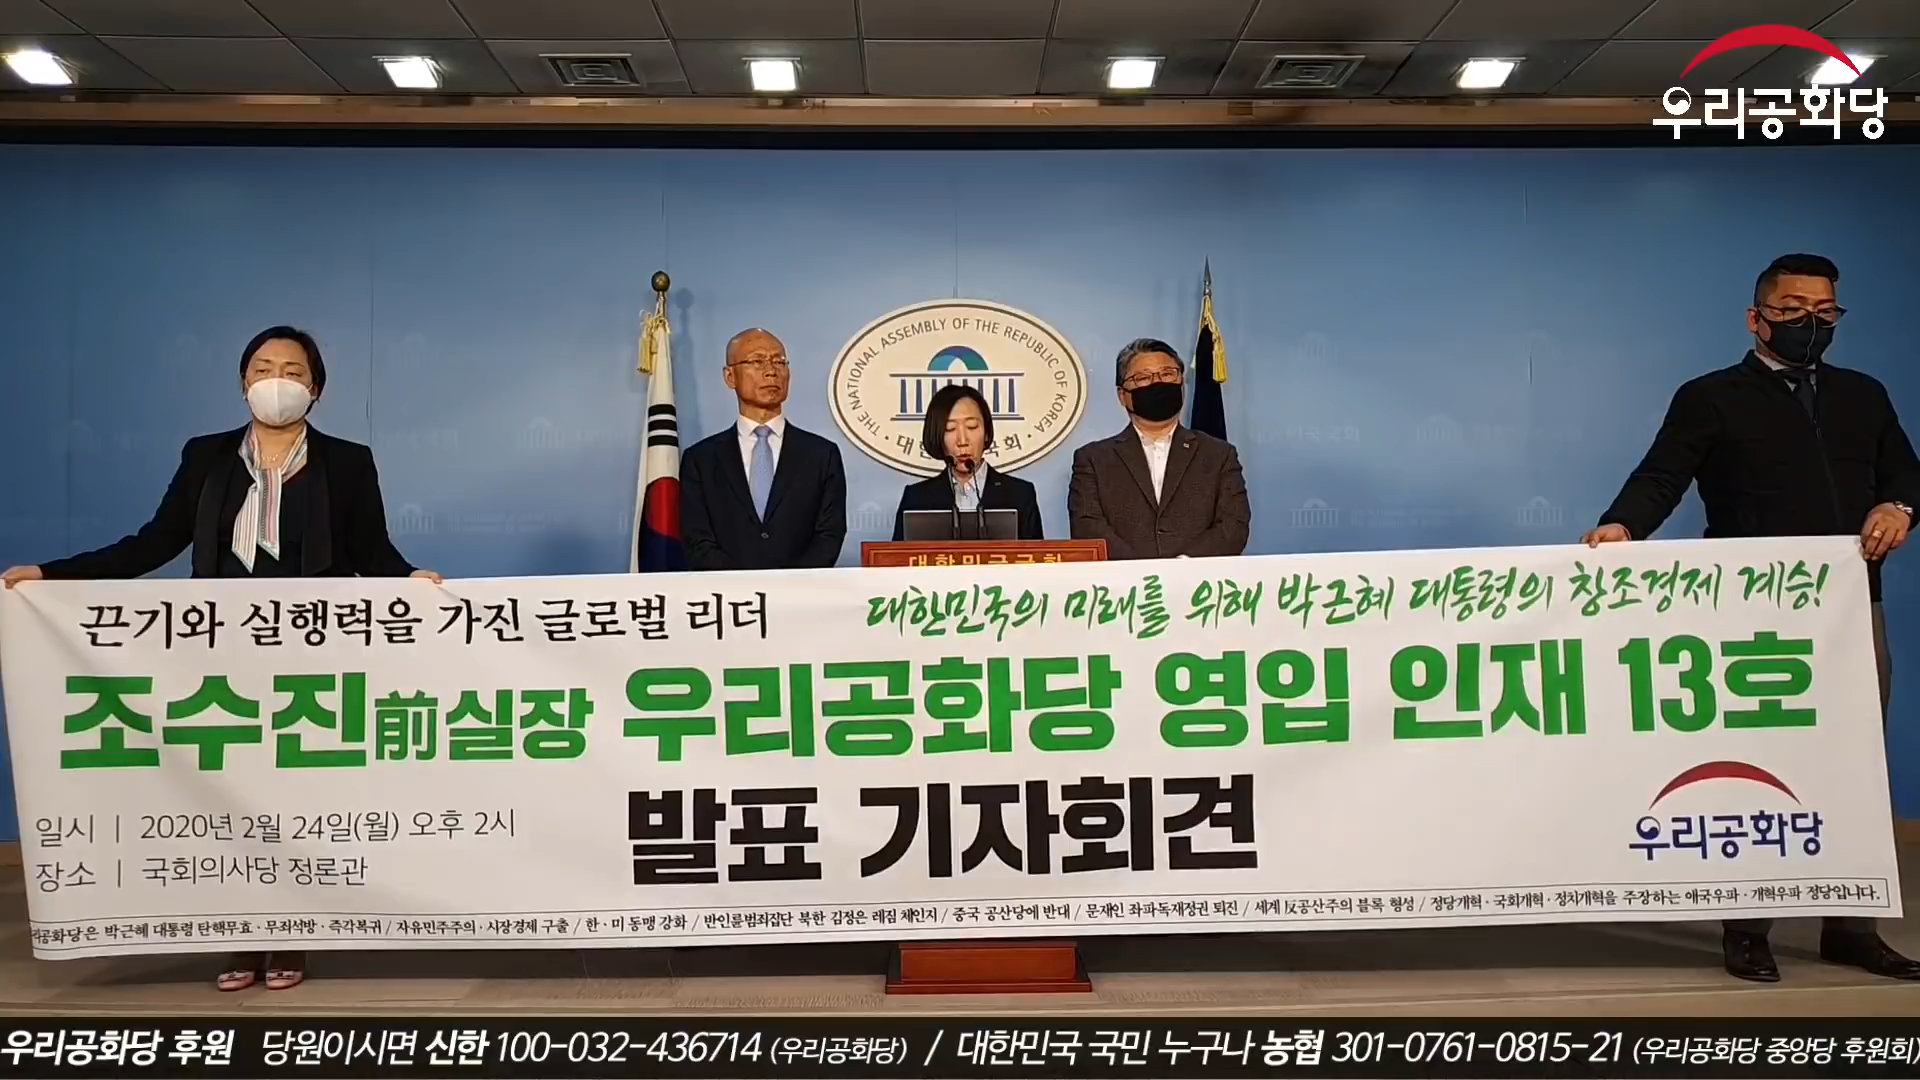 우리공화당
THE NATIONAL ASSEMBLY OF THE REPUBLIC OF KOREA
대한민국국회
끈기와 실행력을 가진 글로벌 리더
대한민국의 미래를 위해 박근혜 대통령의 창조경제 계승!
조수진前실장 우리공화당 영입 인재 13호
발표 기자회견
일시 | 2020년 2월 24일(월) 오후 2시
장소 | 국회의사당 정론관
우리공화당
리공화당은 박근혜 대통령 탄핵무효·무죄석방·즉각복귀 / 자유민주주의·시장경제 구출 / 한·미 동맹 강화 / 반인륜범죄집단 북한 김정은 레짐 체인지 / 중국 공산당에 반대 / 문재인 좌파독재정권 퇴진 / 세계 反공산주의 블록 형성 / 정당개혁·국회개혁·정치개혁을 주장하는 애국우파·개혁우파 정당입니다.
우리공화당 후원 당원이시면 신한 100-032-436714 (우리공화당) / 대한민국 국민 누구나 농협 301-0761-0815-21 (우리공화당 중앙당 후원회)